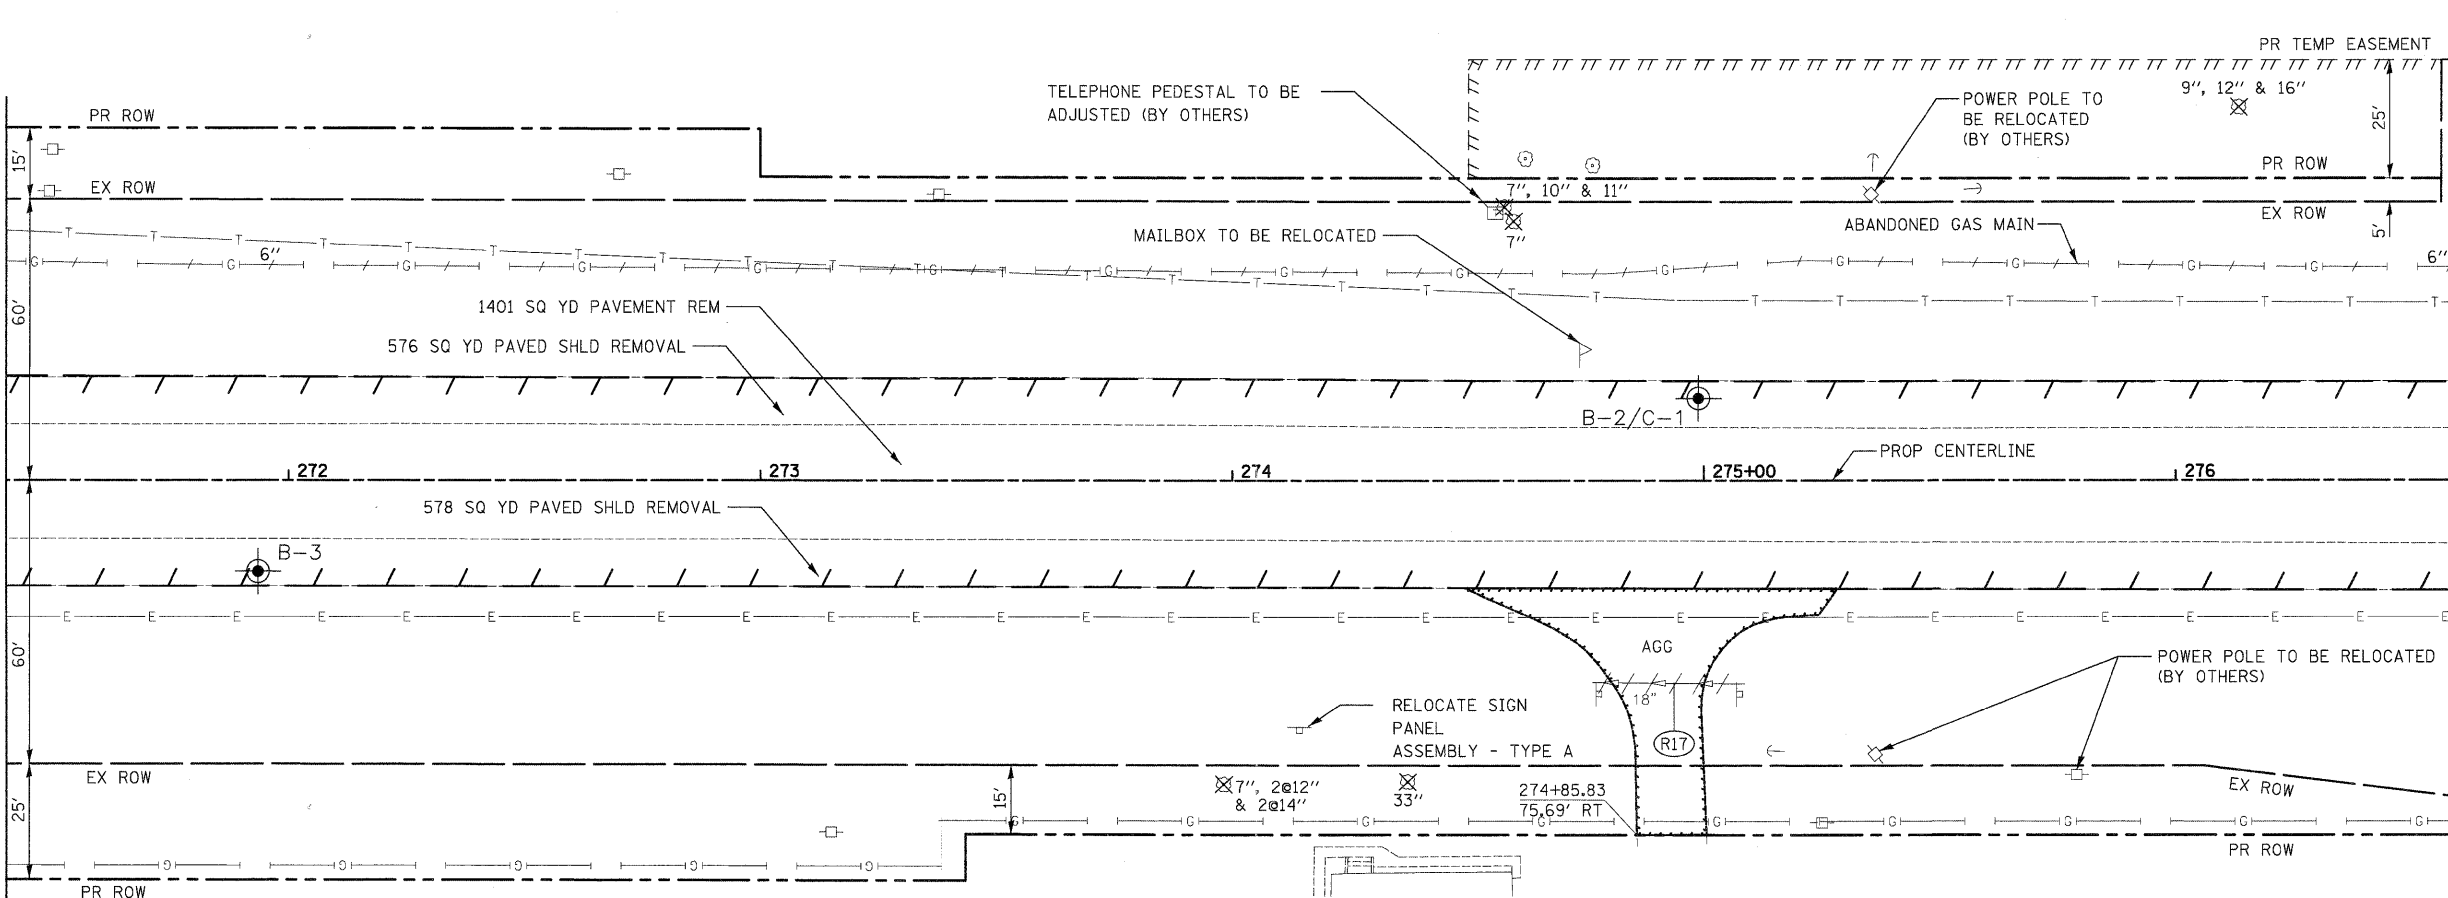 PR TEMP EASEMENT
9", 12" & 16"
TELEPHONE PEDESTAL TO BE
ADJUSTED (BY OTHERS)
POWER POLE TO
BE RELOCATED
(BY OTHERS)
25'
PR ROW
15'
EX ROW
PR ROW
7", 10" & 11"
7"
EX ROW
5'
MAILBOX TO BE RELOCATED
ABANDONED GAS MAIN
T T T T T T T T T T T T T T T T T T T T T T T T T T T T T
6"
G G G G G G G G G G G G G G
6"
60'
1401 SQ YD PAVEMENT REM
576 SQ YD PAVED SHLD REMOVAL
B-2/C-1
PROP CENTERLINE
272
273
274
275+00
276
578 SQ YD PAVED SHLD REMOVAL
B-3
E E E E E E E E E E E E E E E E E E E E E E E E E E E E E
60'
AGG
POWER POLE TO BE RELOCATED
(BY OTHERS)
18"
RELOCATE SIGN
PANEL
ASSEMBLY - TYPE A
R17
EX ROW
EX ROW
25'
15'
7", 2@12"
& 2@14"
33"
274+85.83
75.69' RT
G G G G G G G G G
G G G G G
PR ROW
PR ROW